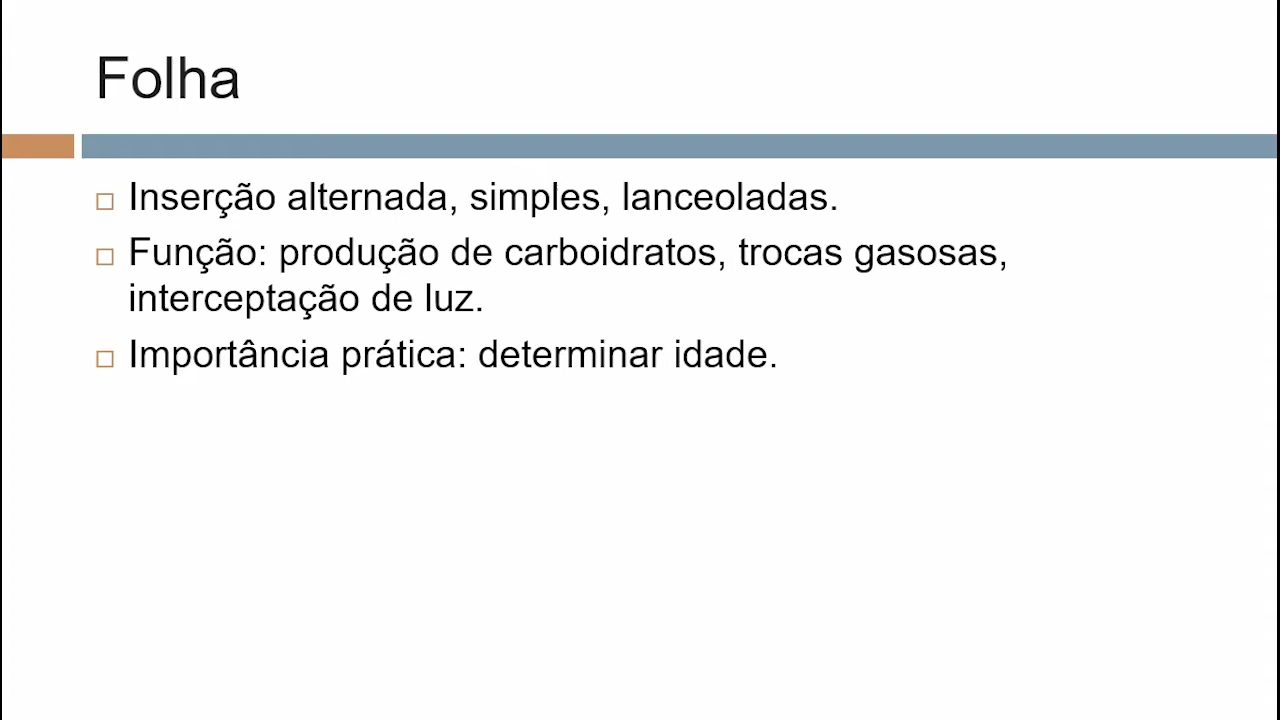 Folha
Inserção alternada, simples, lanceoladas.
Função: produção de carboidratos, trocas gasosas,
interceptação de luz.
Importância prática: determinar idade.